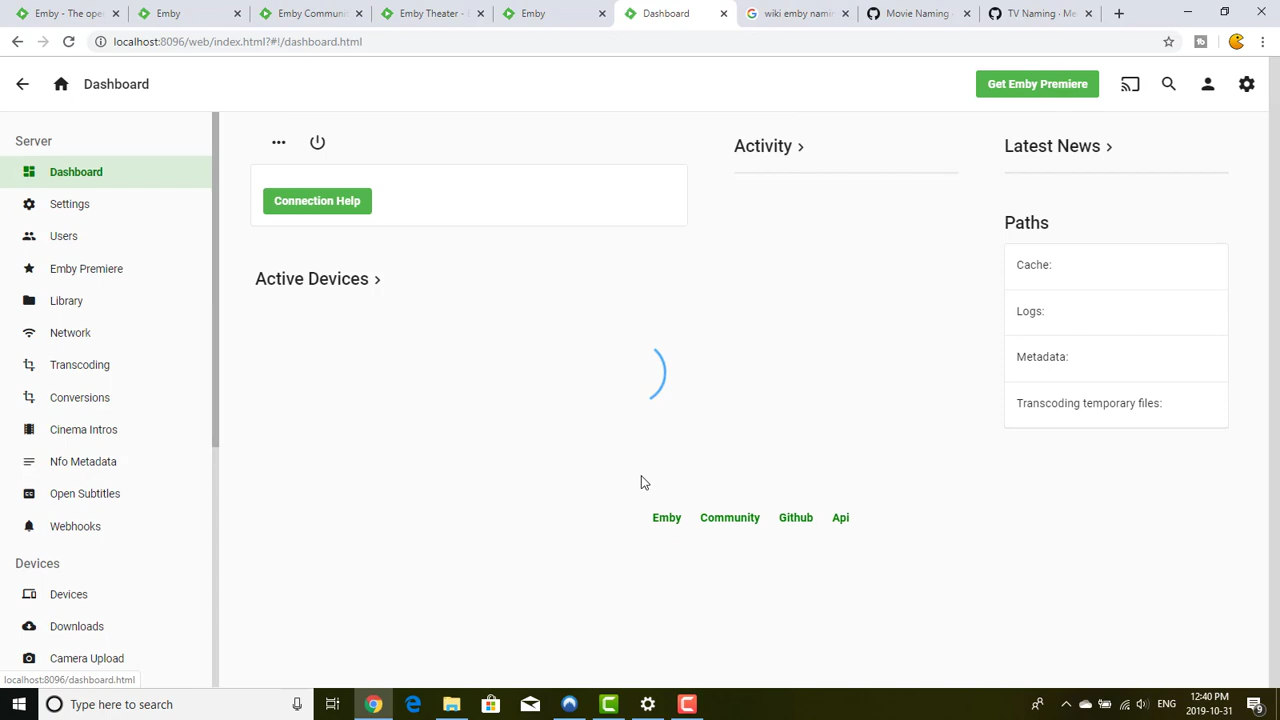 Emby - The open
Emby
Emby Communi
Emby Theater - J
Emby
Dashboard
wiki emby namin
Movie Naming ·
TV Naming · Me
localhost:8096/web/index.html?#!/dashboard.html
Dashboard
Get Emby Premiere
Server
Dashboard
Settings
Users
Emby Premiere
Library
Network
Transcoding
Conversions
Cinema Intros
Nfo Metadata
Open Subtitles
Webhooks
Devices
Devices
Downloads
Camera Upload
Connection Help
Active Devices
Activity
Latest News
Paths
Cache:
Logs:
Metadata:
Transcoding temporary files:
Emby Community Github Api
localhost:8096/dashboard.html
Type here to search
ENG
12:40 PM
2019-10-31